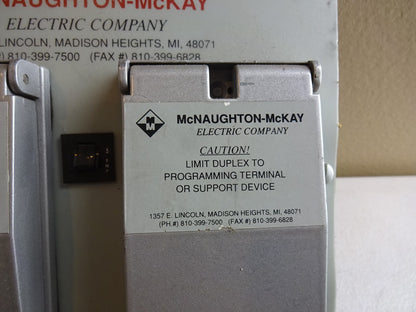 McNAUGHTON-McKAY
ELECTRIC COMPANY
LINCOLN, MADISON HEIGHTS, MI, 48071
) 810-399-7500 (FAX #) 810-399-6828
McNAUGHTON-McKAY
ELECTRIC COMPANY
CAUTION!
LIMIT DUPLEX TO
PROGRAMMING TERMINAL
OR SUPPORT DEVICE
1357 E. LINCOLN, MADISON HEIGHTS, MI, 48071
(PH.#) 810-399-7500 (FAX #) 810-399-6828